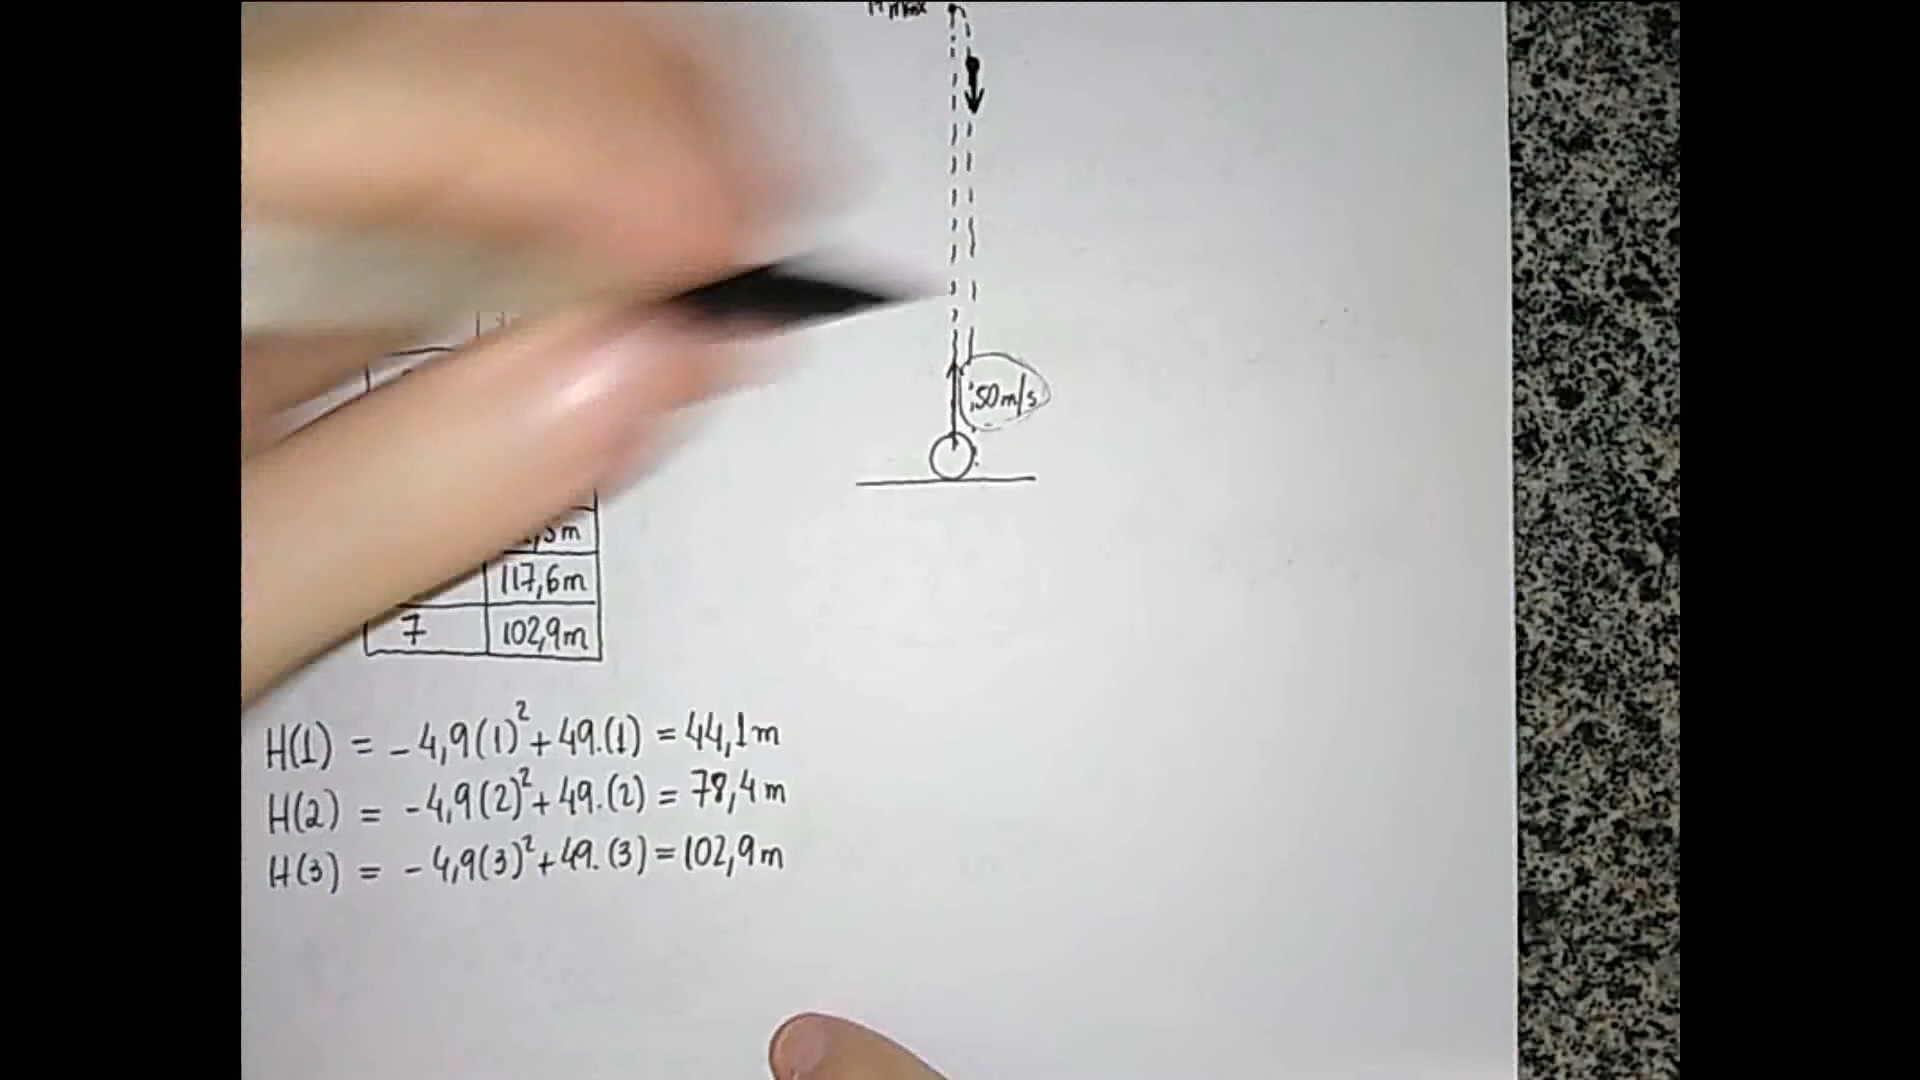 50m/s
117,6m
7 102,9m
H(1) = -4,9(1)²+49.(1) = 44,1m
H(2) = -4,9(2)²+49.(2) = 78,4m
H(3) = -4,9(3)²+49.(3) = 102,9m